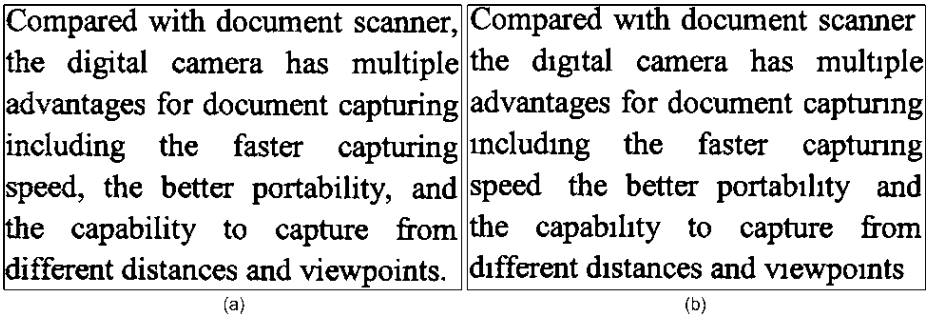 Compared with document scanner,
the digital camera has multiple
advantages for document capturing
including the faster capturing
speed, the better portability, and
the capability to capture from
different distances and viewpoints.
(a)
Compared wıth document scanner
the dıgıtal camera has multıple
advantages for document capturıng
ıncludıng the faster capturıng
speed the better portabılıty and
the capabılıty to capture from
dıfferent dıstances and vıewpoınts
(b)